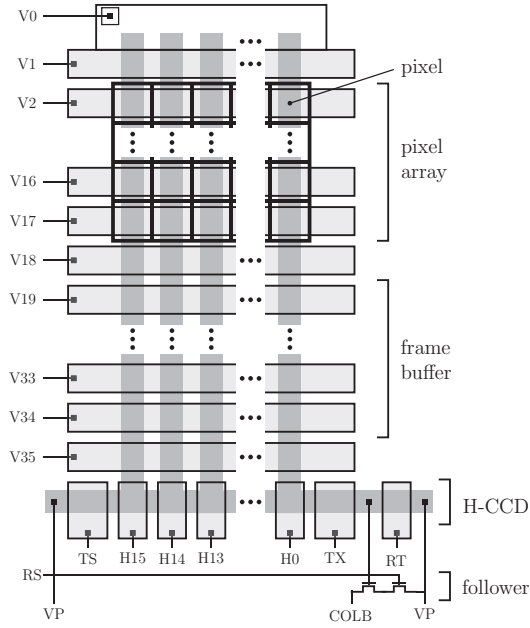 V0
V1
pixel
V2
pixel
array
V16
V17
V18
V19
frame
buffer
V33
V34
V35
H-CCD
TS H15 H14 H13 H0 TX RT
RS
follower
VP COLB VP